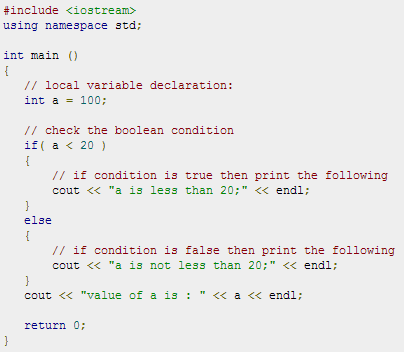 #include <iostream>
using namespace std;
int main ()
{
// local variable declaration:
int a = 100;
// check the boolean condition
if( a < 20 )
{
// if condition is true then print the following
cout << "a is less than 20;" << endl;
}
else
{
// if condition is false then print the following
cout << "a is not less than 20;" << endl;
}
cout << "value of a is : " << a << endl;
return 0;
}